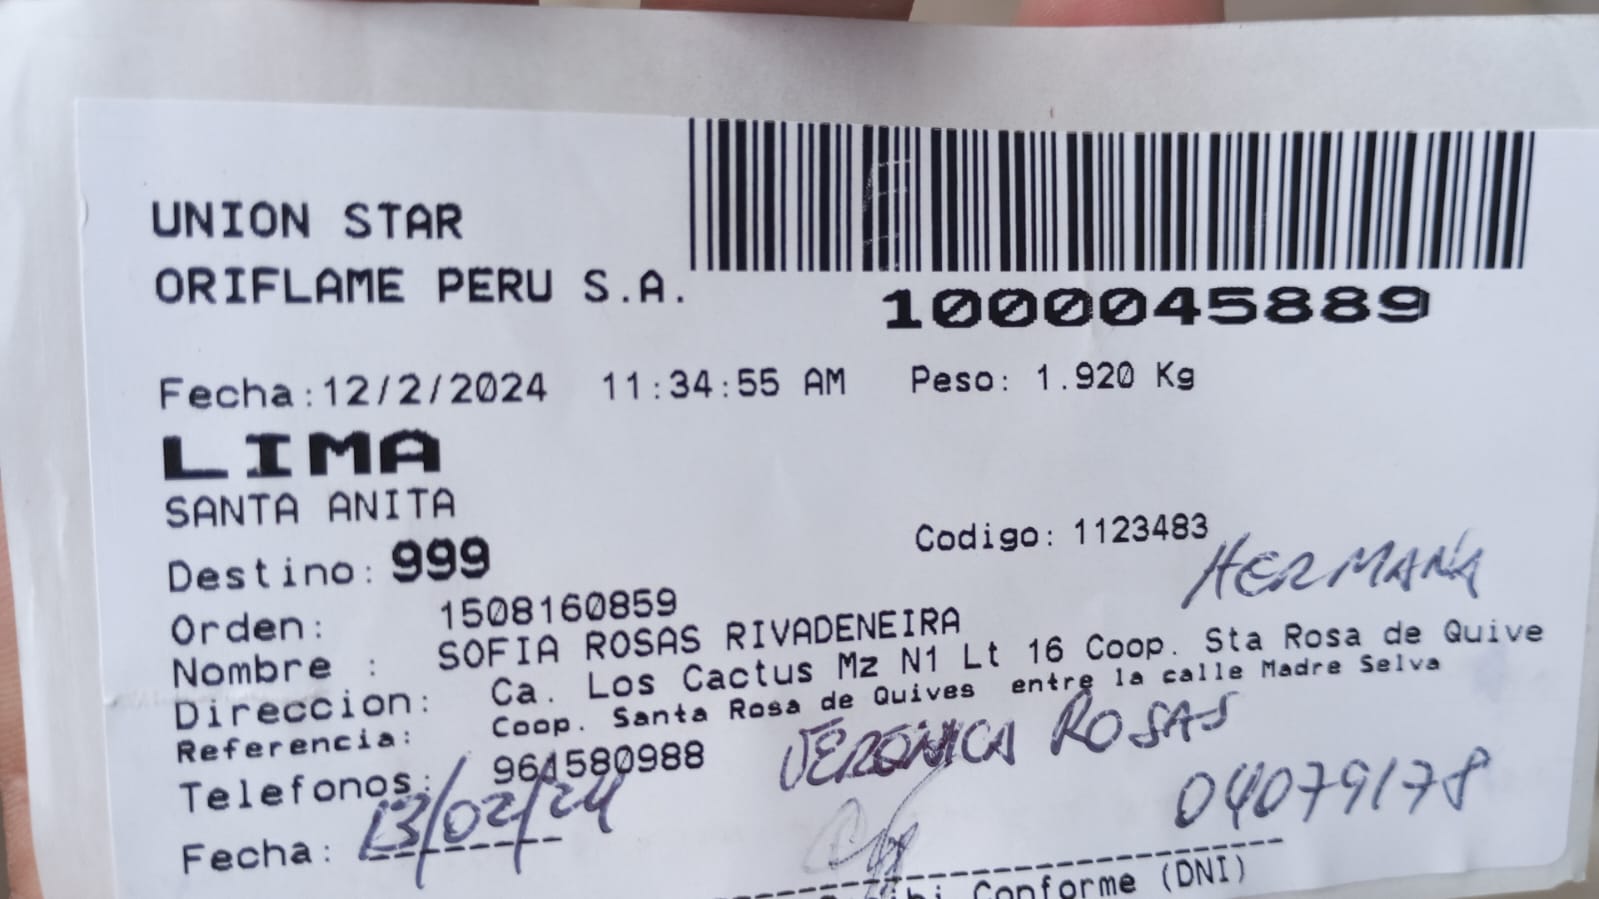 UNION STAR
ORIFLAME PERU S.A.
1000045889
Fecha:12/2/2024 11:34:55 AM Peso: 1.920 Kg
LIMA
SANTA ANITA
Codigo: 1123483
Destino: 999
HERMANA
Orden: 1508160859
Nombre : SOFIA ROSAS RIVADENEIRA
Direccion: Ca. Los Cactus Mz N1 Lt 16 Coop. Sta Rosa de Quive
Referencia: Coop. Santa Rosa de Quives entre la calle Madre Selva
Telefonos: 961580988
VERONICA ROSAS
04079178
Fecha: 13/02/24
Conforme (DNI)